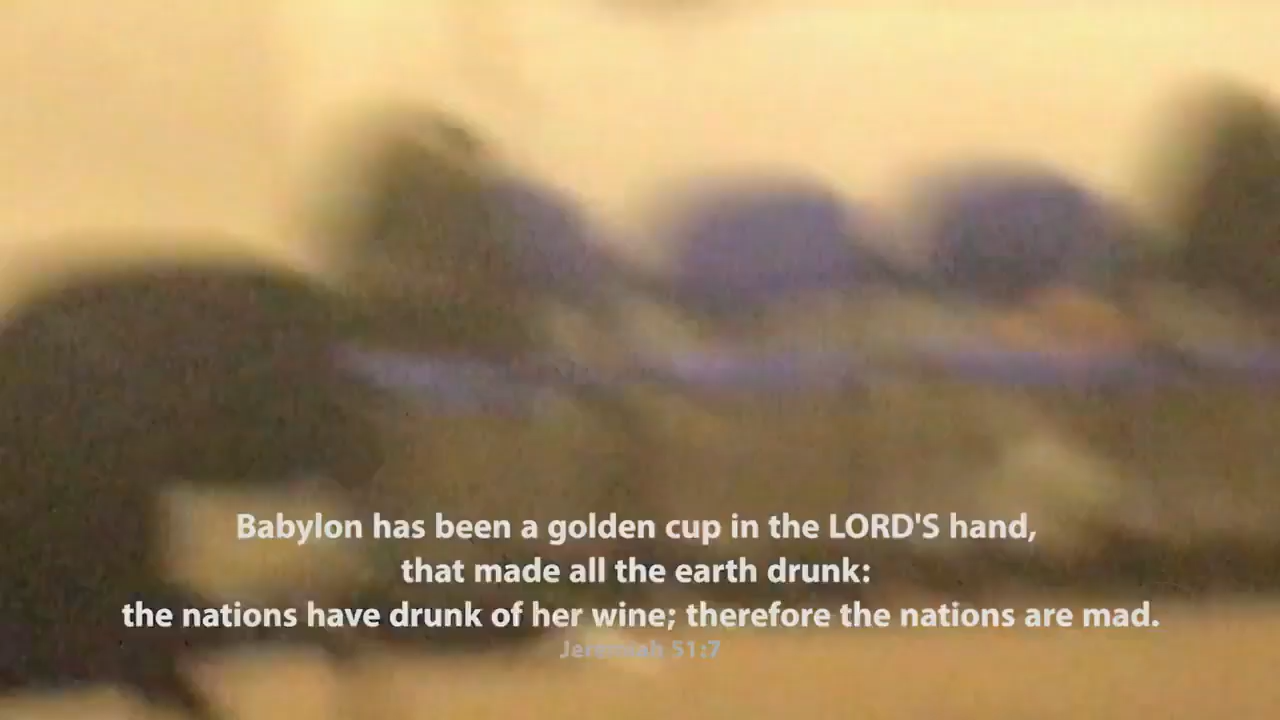 Babylon has been a golden cup in the LORD'S hand,
that made all the earth drunk:
the nations have drunk of her wine; therefore the nations are mad.
Jeremiah 51:7